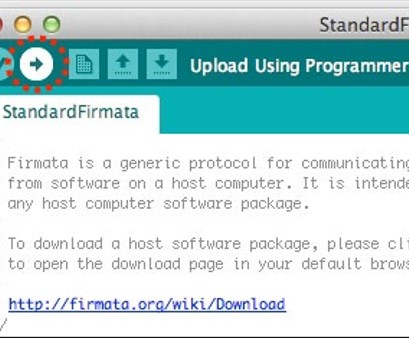 StandardF
Upload Using Programmer
StandardFirmata
Firmata is a generic protocol for communicating
from software on a host computer. It is intende
any host computer software package.
To download a host software package, please cli
to open the download page in your default brows
http://firmata.org/wiki/Download
/